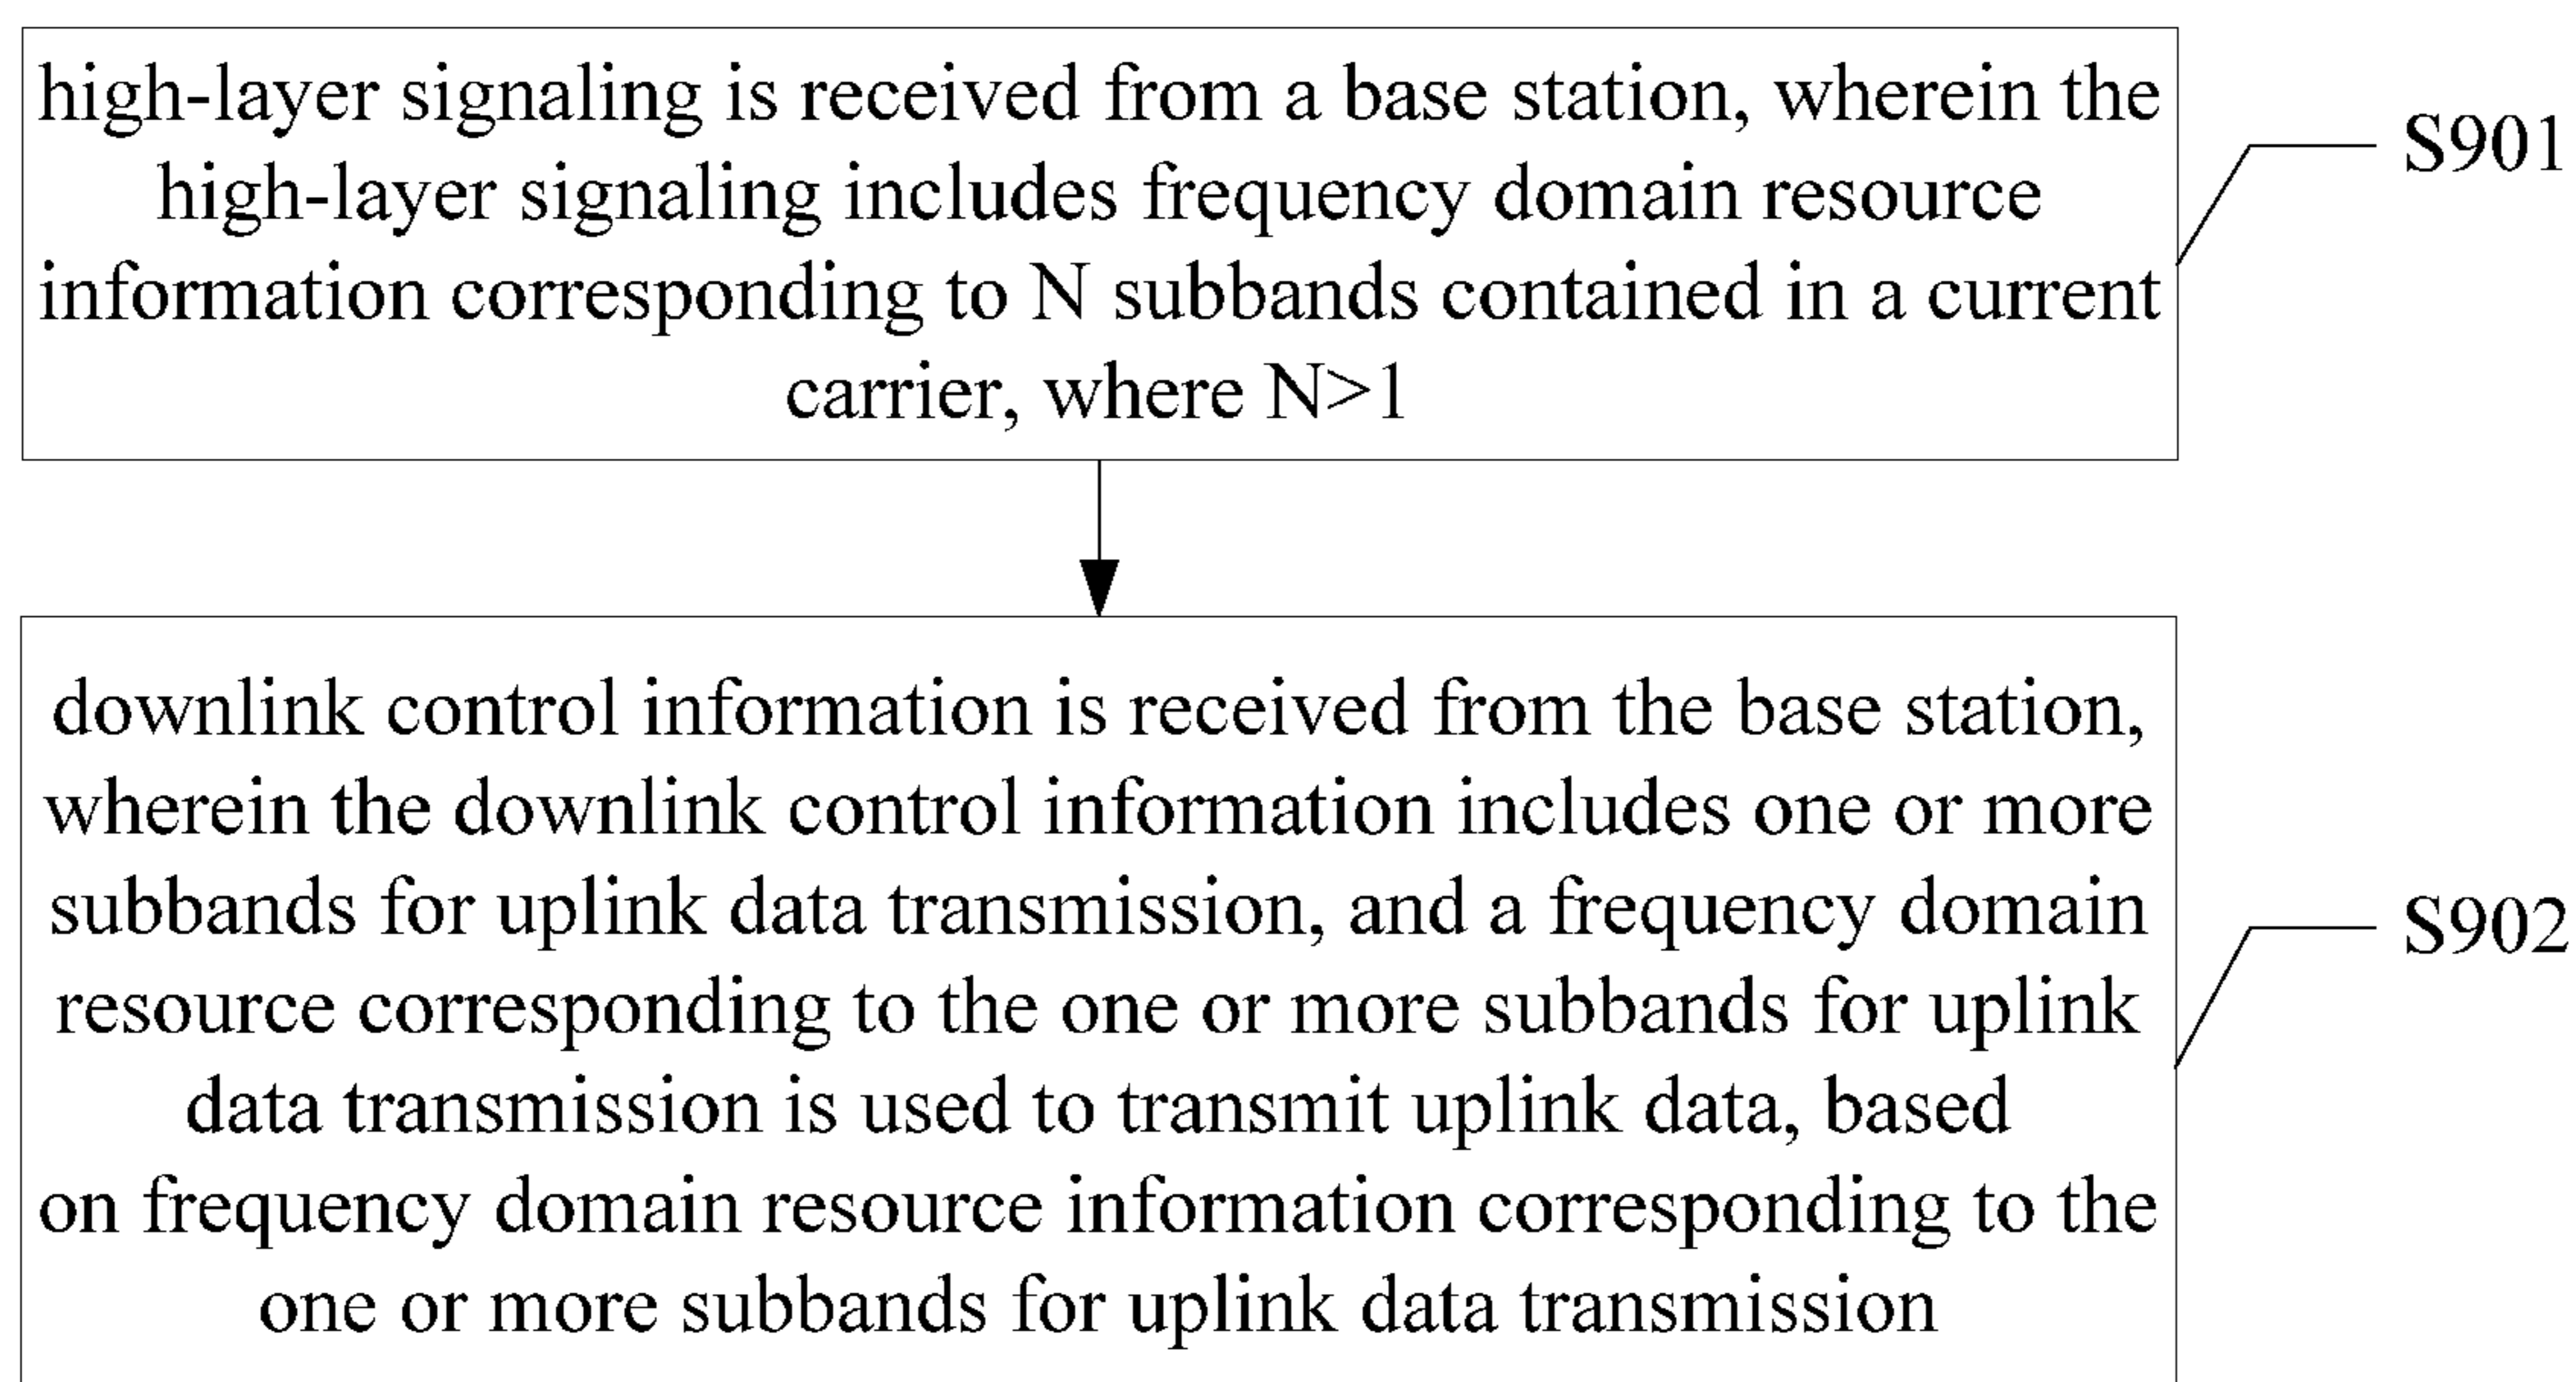 high-layer signaling is received from a base station, wherein the
high-layer signaling includes frequency domain resource
information corresponding to N subbands contained in a current
carrier, where N>1
S901
downlink control information is received from the base station,
wherein the downlink control information includes one or more
subbands for uplink data transmission, and a frequency domain
resource corresponding to the one or more subbands for uplink
data transmission is used to transmit uplink data, based
on frequency domain resource information corresponding to the
one or more subbands for uplink data transmission
S902